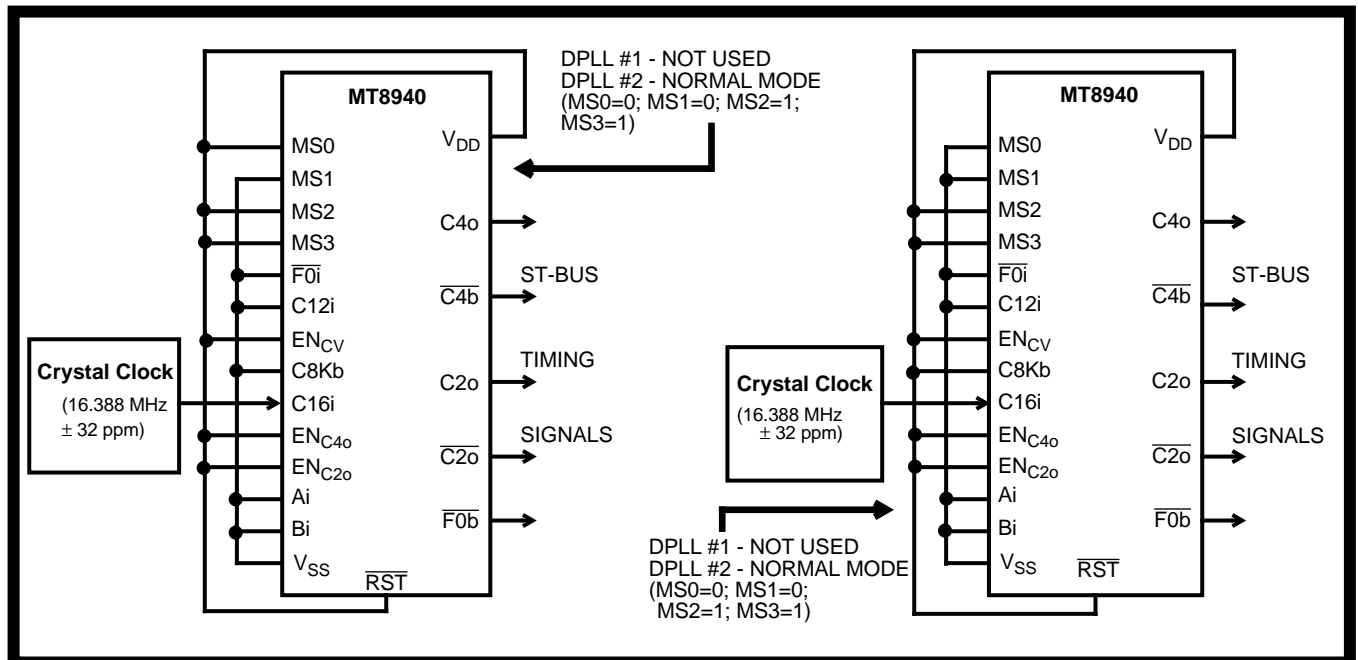 DPLL #1 - NOT USED
DPLL #2 - NORMAL MODE
(MS0=0; MS1=0; MS2=1;
MS3=1)
MT8940
MS0
MS1
MS2
MS3
F0i
C12i
ENCV
C8Kb
C16i
ENC4o
ENC2o
Ai
Bi
VSS
RST
VDD
C4o
C4b
C2o
C2o
F0b
ST-BUS
TIMING
SIGNALS
Crystal Clock
(16.388 MHz
± 32 ppm)
MT8940
MS0
MS1
MS2
MS3
F0i
C12i
ENCV
C8Kb
C16i
ENC4o
ENC2o
Ai
Bi
VSS
RST
VDD
C4o
C4b
C2o
C2o
F0b
ST-BUS
TIMING
SIGNALS
Crystal Clock
(16.388 MHz
± 32 ppm)
DPLL #1 - NOT USED
DPLL #2 - NORMAL MODE
(MS0=0; MS1=0;
MS2=1; MS3=1)